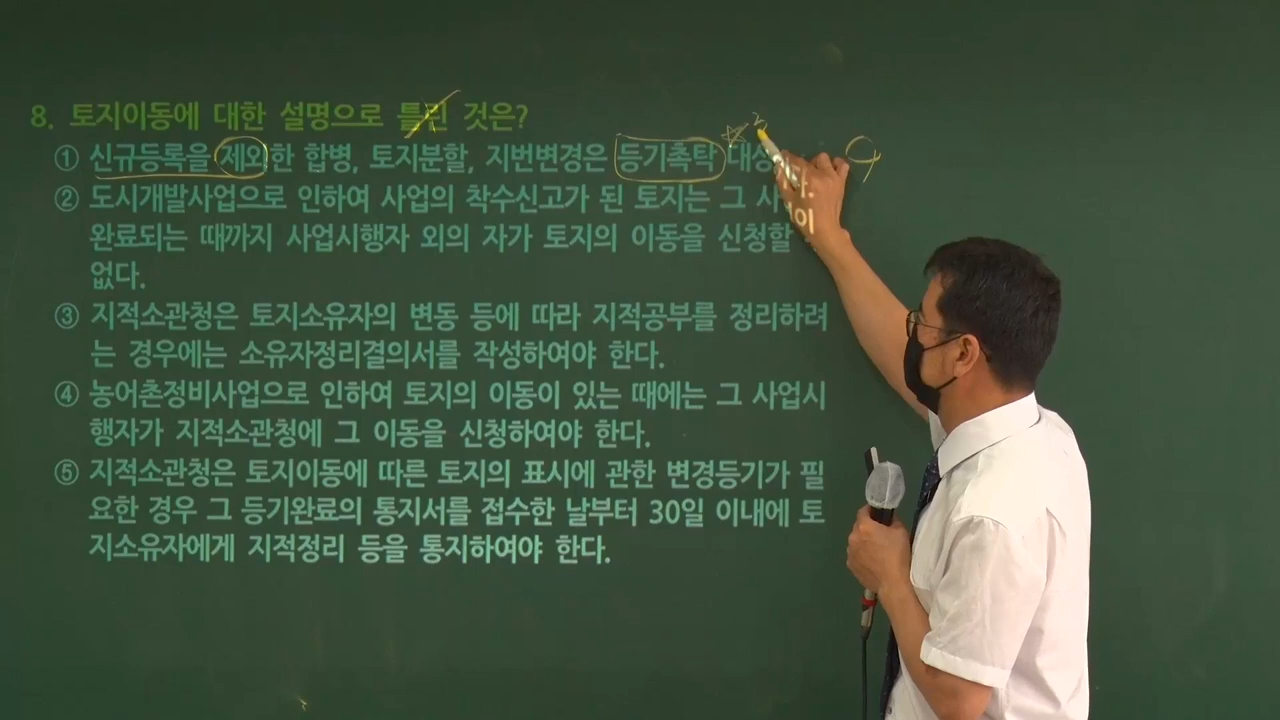 8. 토지이동에 대한 설명으로 틀린 것은?
① 신규등록을 제외한 합병, 토지분할, 지번변경은 등기촉탁 대상
② 도시개발사업으로 인하여 사업의 착수신고가 된 토지는 그
완료되는 때까지 사업시행자 외의 자가 토지의 이동을 신청할
없다.
③ 지적소관청은 토지소유자의 변동 등에 따라 지적공부를 정리하려
는 경우에는 소유자정리결의서를 작성하여야 한다.
④ 농어촌정비사업으로 인하여 토지의 이동이 있는 때에는 그 사업시
행자가 지적소관청에 그 이동을 신청하여야 한다.
⑤ 지적소관청은 토지이동에 따른 토지의 표시에 관한 변경등기가 필
요한 경우 그 등기완료의 통지서를 접수한 날부터 30일 이내에 토
지소유자에게 지적정리 등을 통지하여야 한다.